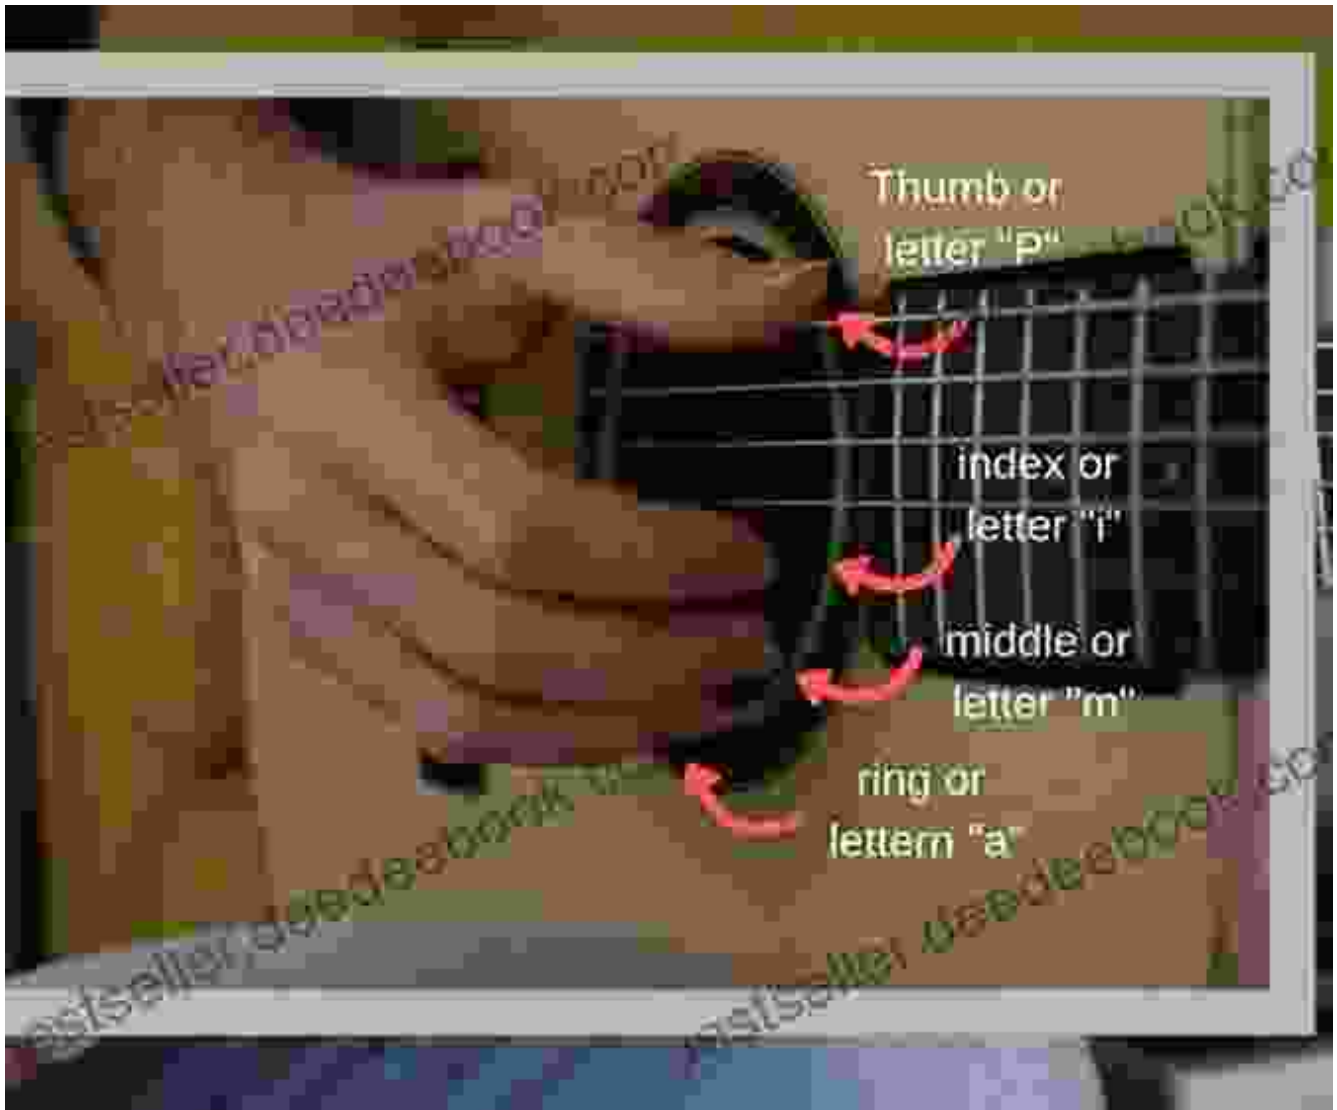 Thumb or
letter "P"
index or
letter "i"
middle or
letter "m"
ring or
lettern "a"